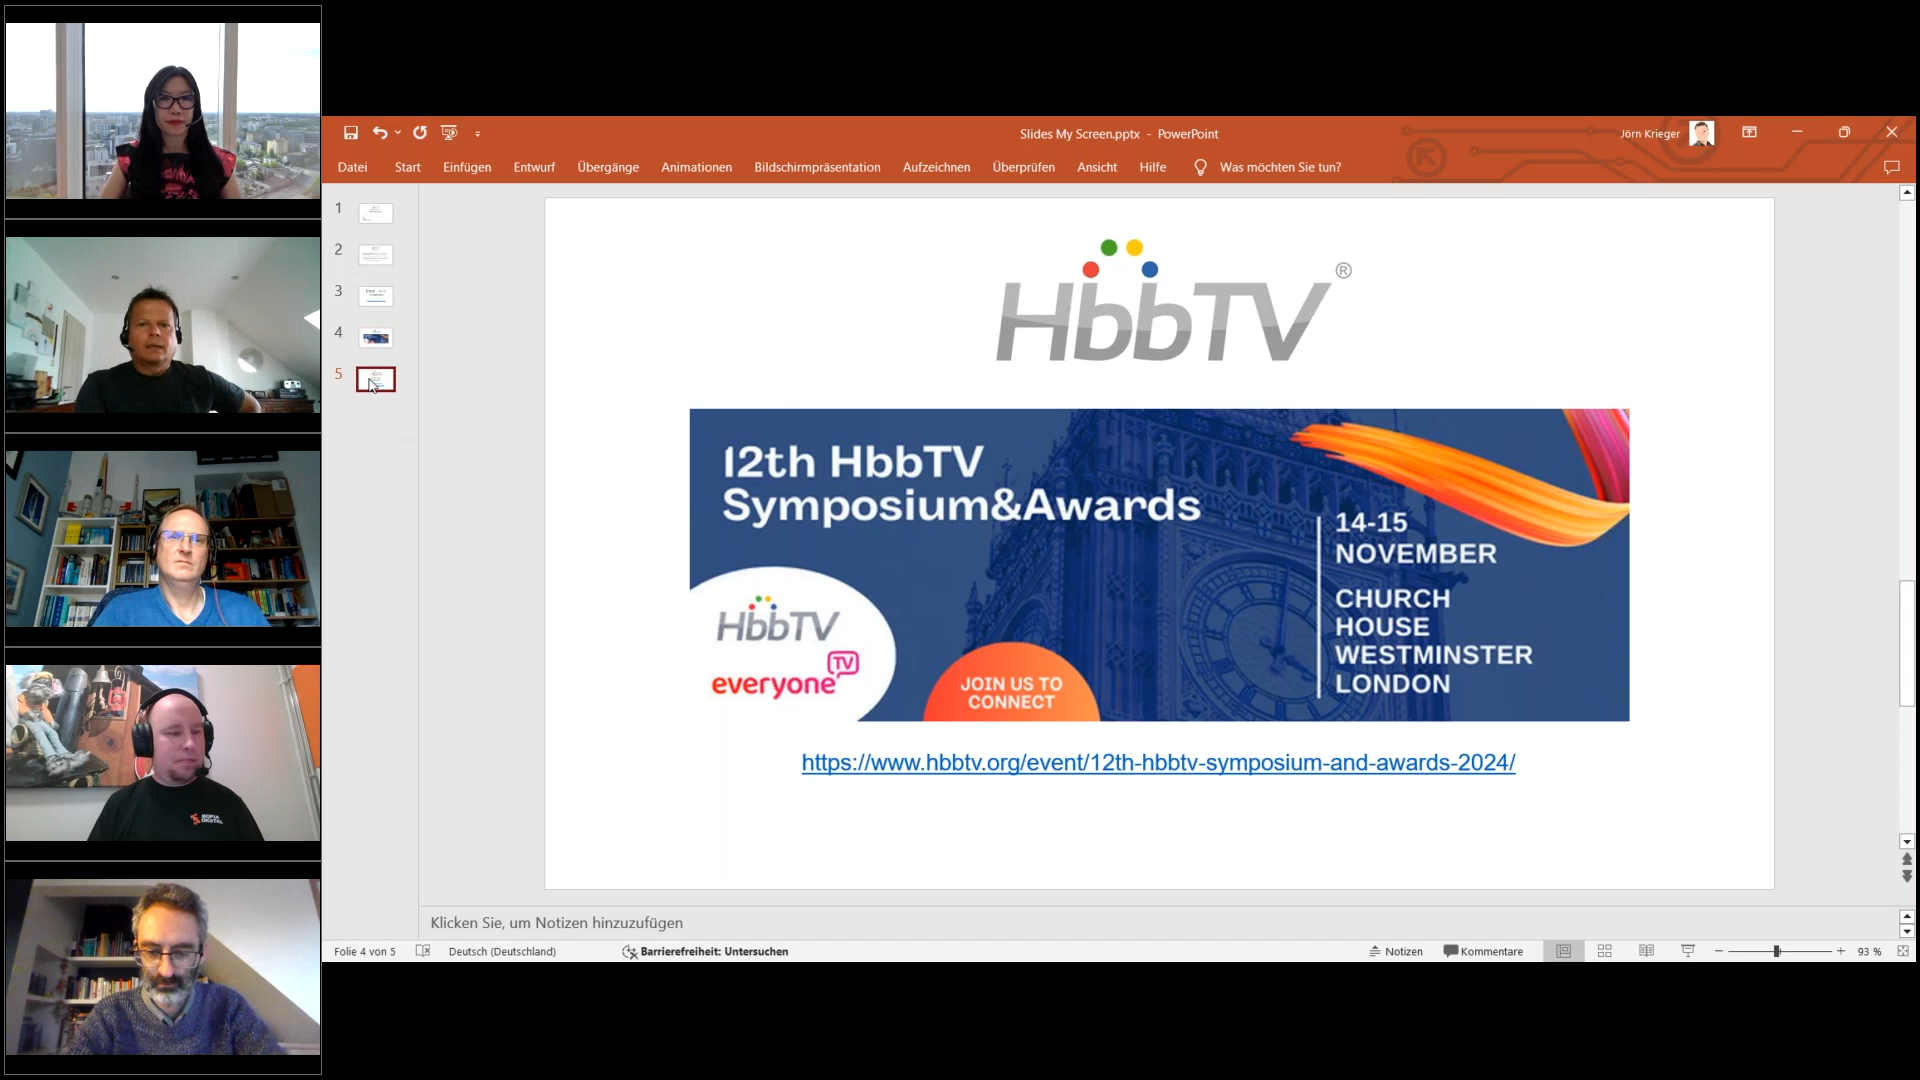 Slides My Screen.pptx - PowerPoint
Jörn Krieger
Datei Start Einfügen Entwurf Übergänge Animationen Bildschirmpräsentation Aufzeichnen Überprüfen Ansicht Hilfe Was möchten Sie tun?
1
2
3
4
5
HbbTV®
12th HbbTV
Symposium&Awards
14-15
NOVEMBER
CHURCH
HOUSE
WESTMINSTER
LONDON
HbbTV
everyone TV
JOIN US TO
CONNECT
https://www.hbbtv.org/event/12th-hbbtv-symposium-and-awards-2024/
SOFIA
DIGITAL
Klicken Sie, um Notizen hinzuzufügen
Folie 4 von 5 Deutsch (Deutschland) Barrierefreiheit: Untersuchen Notizen Kommentare 93 %